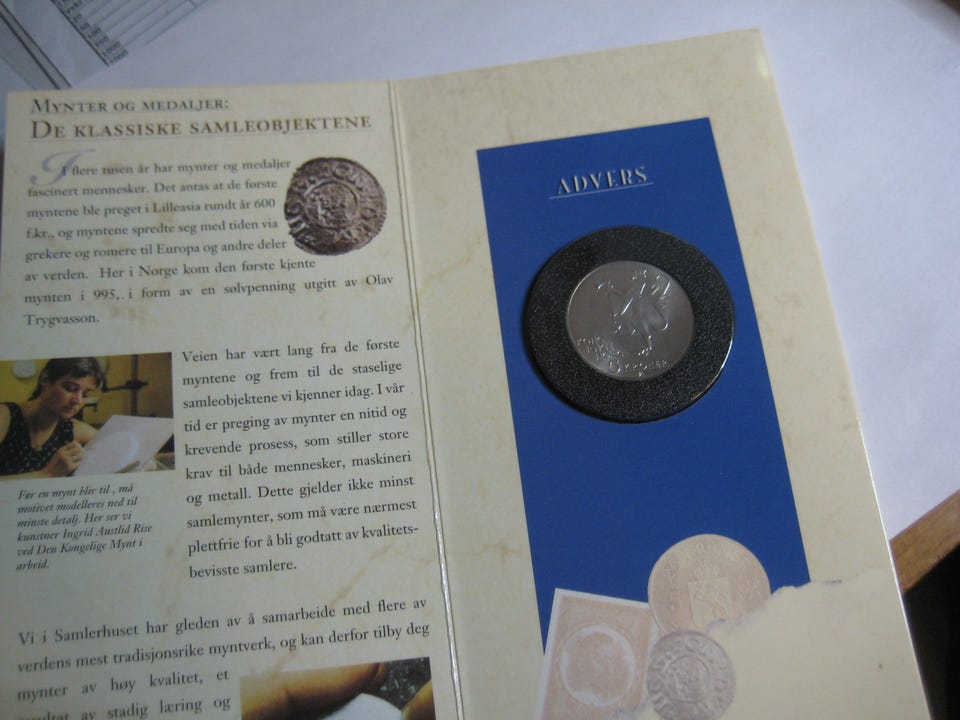 MYNTER OG MEDALJER:
DE KLASSISKE SAMLEOBJEKTENE
I flere tusen år har mynter og medaljer
fascinert mennesker. Det antas at de første
myntene ble preget i Lilleasia rundt år 600
f.kr., og myntene spredte seg med tiden via
grekere og romere til Europa og andre deler
av verden. Her i Norge kom den første kjente
mynten i 995, i form av en sølvpenning utgitt av Olav
Trygvasson.
Veien har vært lang fra de første
myntene og frem til de staselige
samleobjektene vi kjenner idag. I vår
tid er preging av mynter en nitid og
krevende prosess, som stiller store
krav til både mennesker, maskineri
og metall. Dette gjelder ikke minst
samlemynter, som må være nærmest
plettfrie for å bli godtatt av kvalitets-
bevisste samlere.
Før en mynt blir til , må
motivet modelleres ned til
minste detalj. Her ser vi
kunstner Ingrid Austlid Rise
ved Den Kongelige Mynt i
arbeid.
Vi i Samlerhuset har gleden av å samarbeide med flere av
verdens mest tradisjonsrike myntverk, og kan derfor tilby deg
mynter av høy kvalitet, et
resultat av stadig læring og
ADVERS
5 KRONER